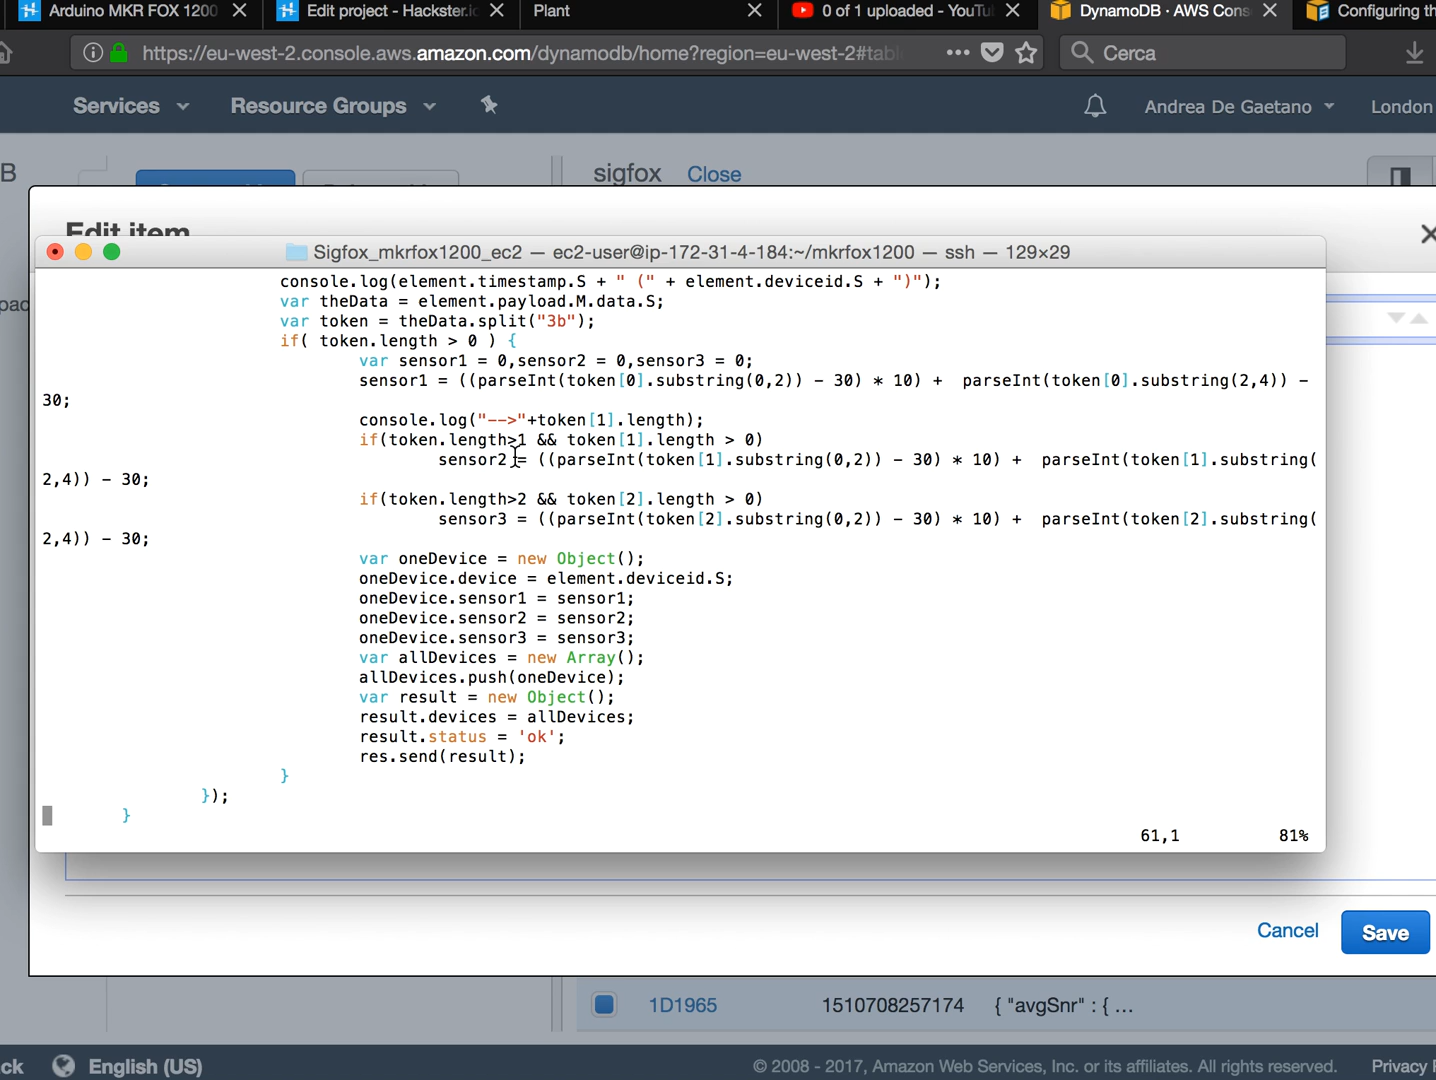 Arduino MKR FOX 1200
Edit project - Hackster.io
Plant
0 of 1 uploaded - YouTu
DynamoDB · AWS Cons
Configuring th
https://eu-west-2.console.aws.amazon.com/dynamodb/home?region=eu-west-2#tabl
Cerca
Services
Resource Groups
Andrea De Gaetano
London
B
sigfox
Close
Edit item
Sigfox_mkrfox1200_ec2 — ec2-user@ip-172-31-4-184:~/mkrfox1200 — ssh — 129×29
console.log(element.timestamp.S + " (" + element.deviceid.S + ")");
var theData = element.payload.M.data.S;
var token = theData.split("3b");
if( token.length > 0 ) {
var sensor1 = 0,sensor2 = 0,sensor3 = 0;
sensor1 = ((parseInt(token[0].substring(0,2)) - 30) * 10) +  parseInt(token[0].substring(2,4)) -
30;
console.log("-->"+token[1].length);
if(token.length>1 && token[1].length > 0)
sensor2 = ((parseInt(token[1].substring(0,2)) - 30) * 10) +  parseInt(token[1].substring(
2,4)) - 30;
if(token.length>2 && token[2].length > 0)
sensor3 = ((parseInt(token[2].substring(0,2)) - 30) * 10) +  parseInt(token[2].substring(
2,4)) - 30;
var oneDevice = new Object();
oneDevice.device = element.deviceid.S;
oneDevice.sensor1 = sensor1;
oneDevice.sensor2 = sensor2;
oneDevice.sensor3 = sensor3;
var allDevices = new Array();
allDevices.push(oneDevice);
var result = new Object();
result.devices = allDevices;
result.status = 'ok';
res.send(result);
}
});
}
61,1
81%
Cancel
Save
1D1965
1510708257174
{ "avgSnr" : { ...
ck
English (US)
© 2008 - 2017, Amazon Web Services, Inc. or its affiliates. All rights reserved.
Privacy P